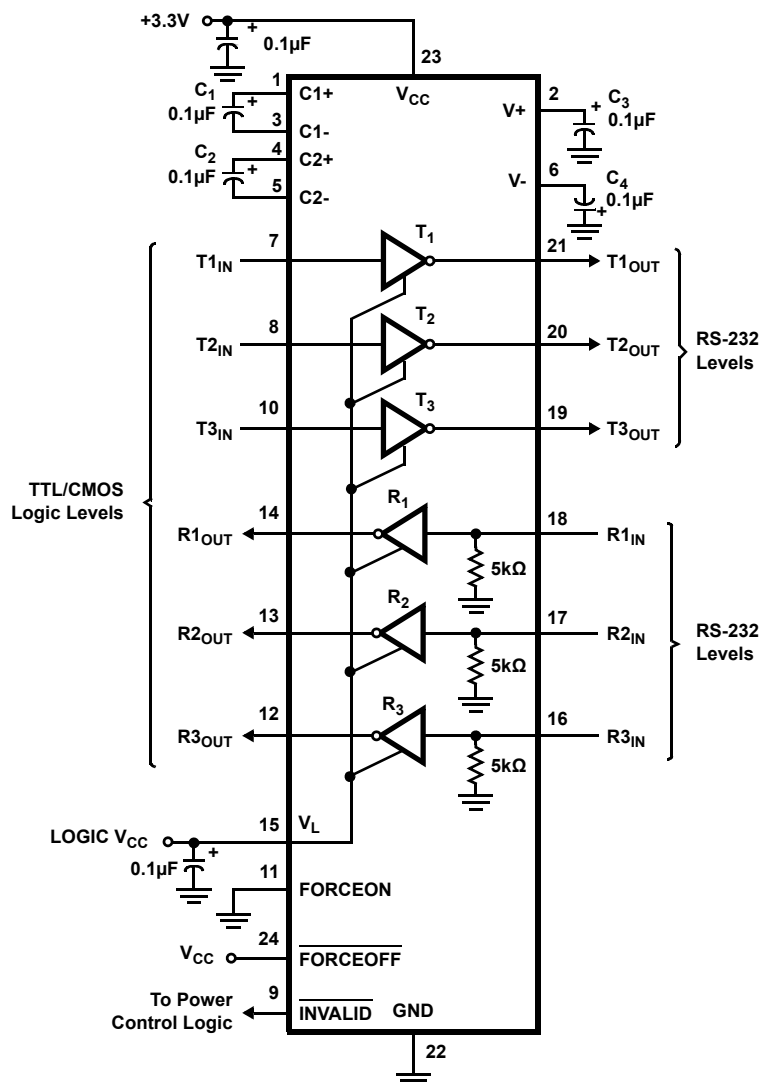 +3.3V
0.1µF
23
1
C1+
VCC
2
C1
0.1µF
V+
C3
0.1µF
3
C1-
4
C2+
C2
0.1µF
5
C2-
6
V-
C4
0.1µF
T1
7
21
T1IN
T1OUT
T2
8
20
T2IN
T2OUT
RS-232
Levels
T3
10
19
T3IN
T3OUT
TTL/CMOS
Logic Levels
R1
14
18
R1OUT
R1IN
5kΩ
R2
13
17
R2OUT
R2IN
RS-232
Levels
5kΩ
R3
12
16
R3OUT
R3IN
5kΩ
LOGIC VCC
15
VL
0.1µF
11
FORCEON
24
VCC
FORCEOFF
9
To Power
Control Logic
INVALID
GND
22
+
+
+
+
+
+